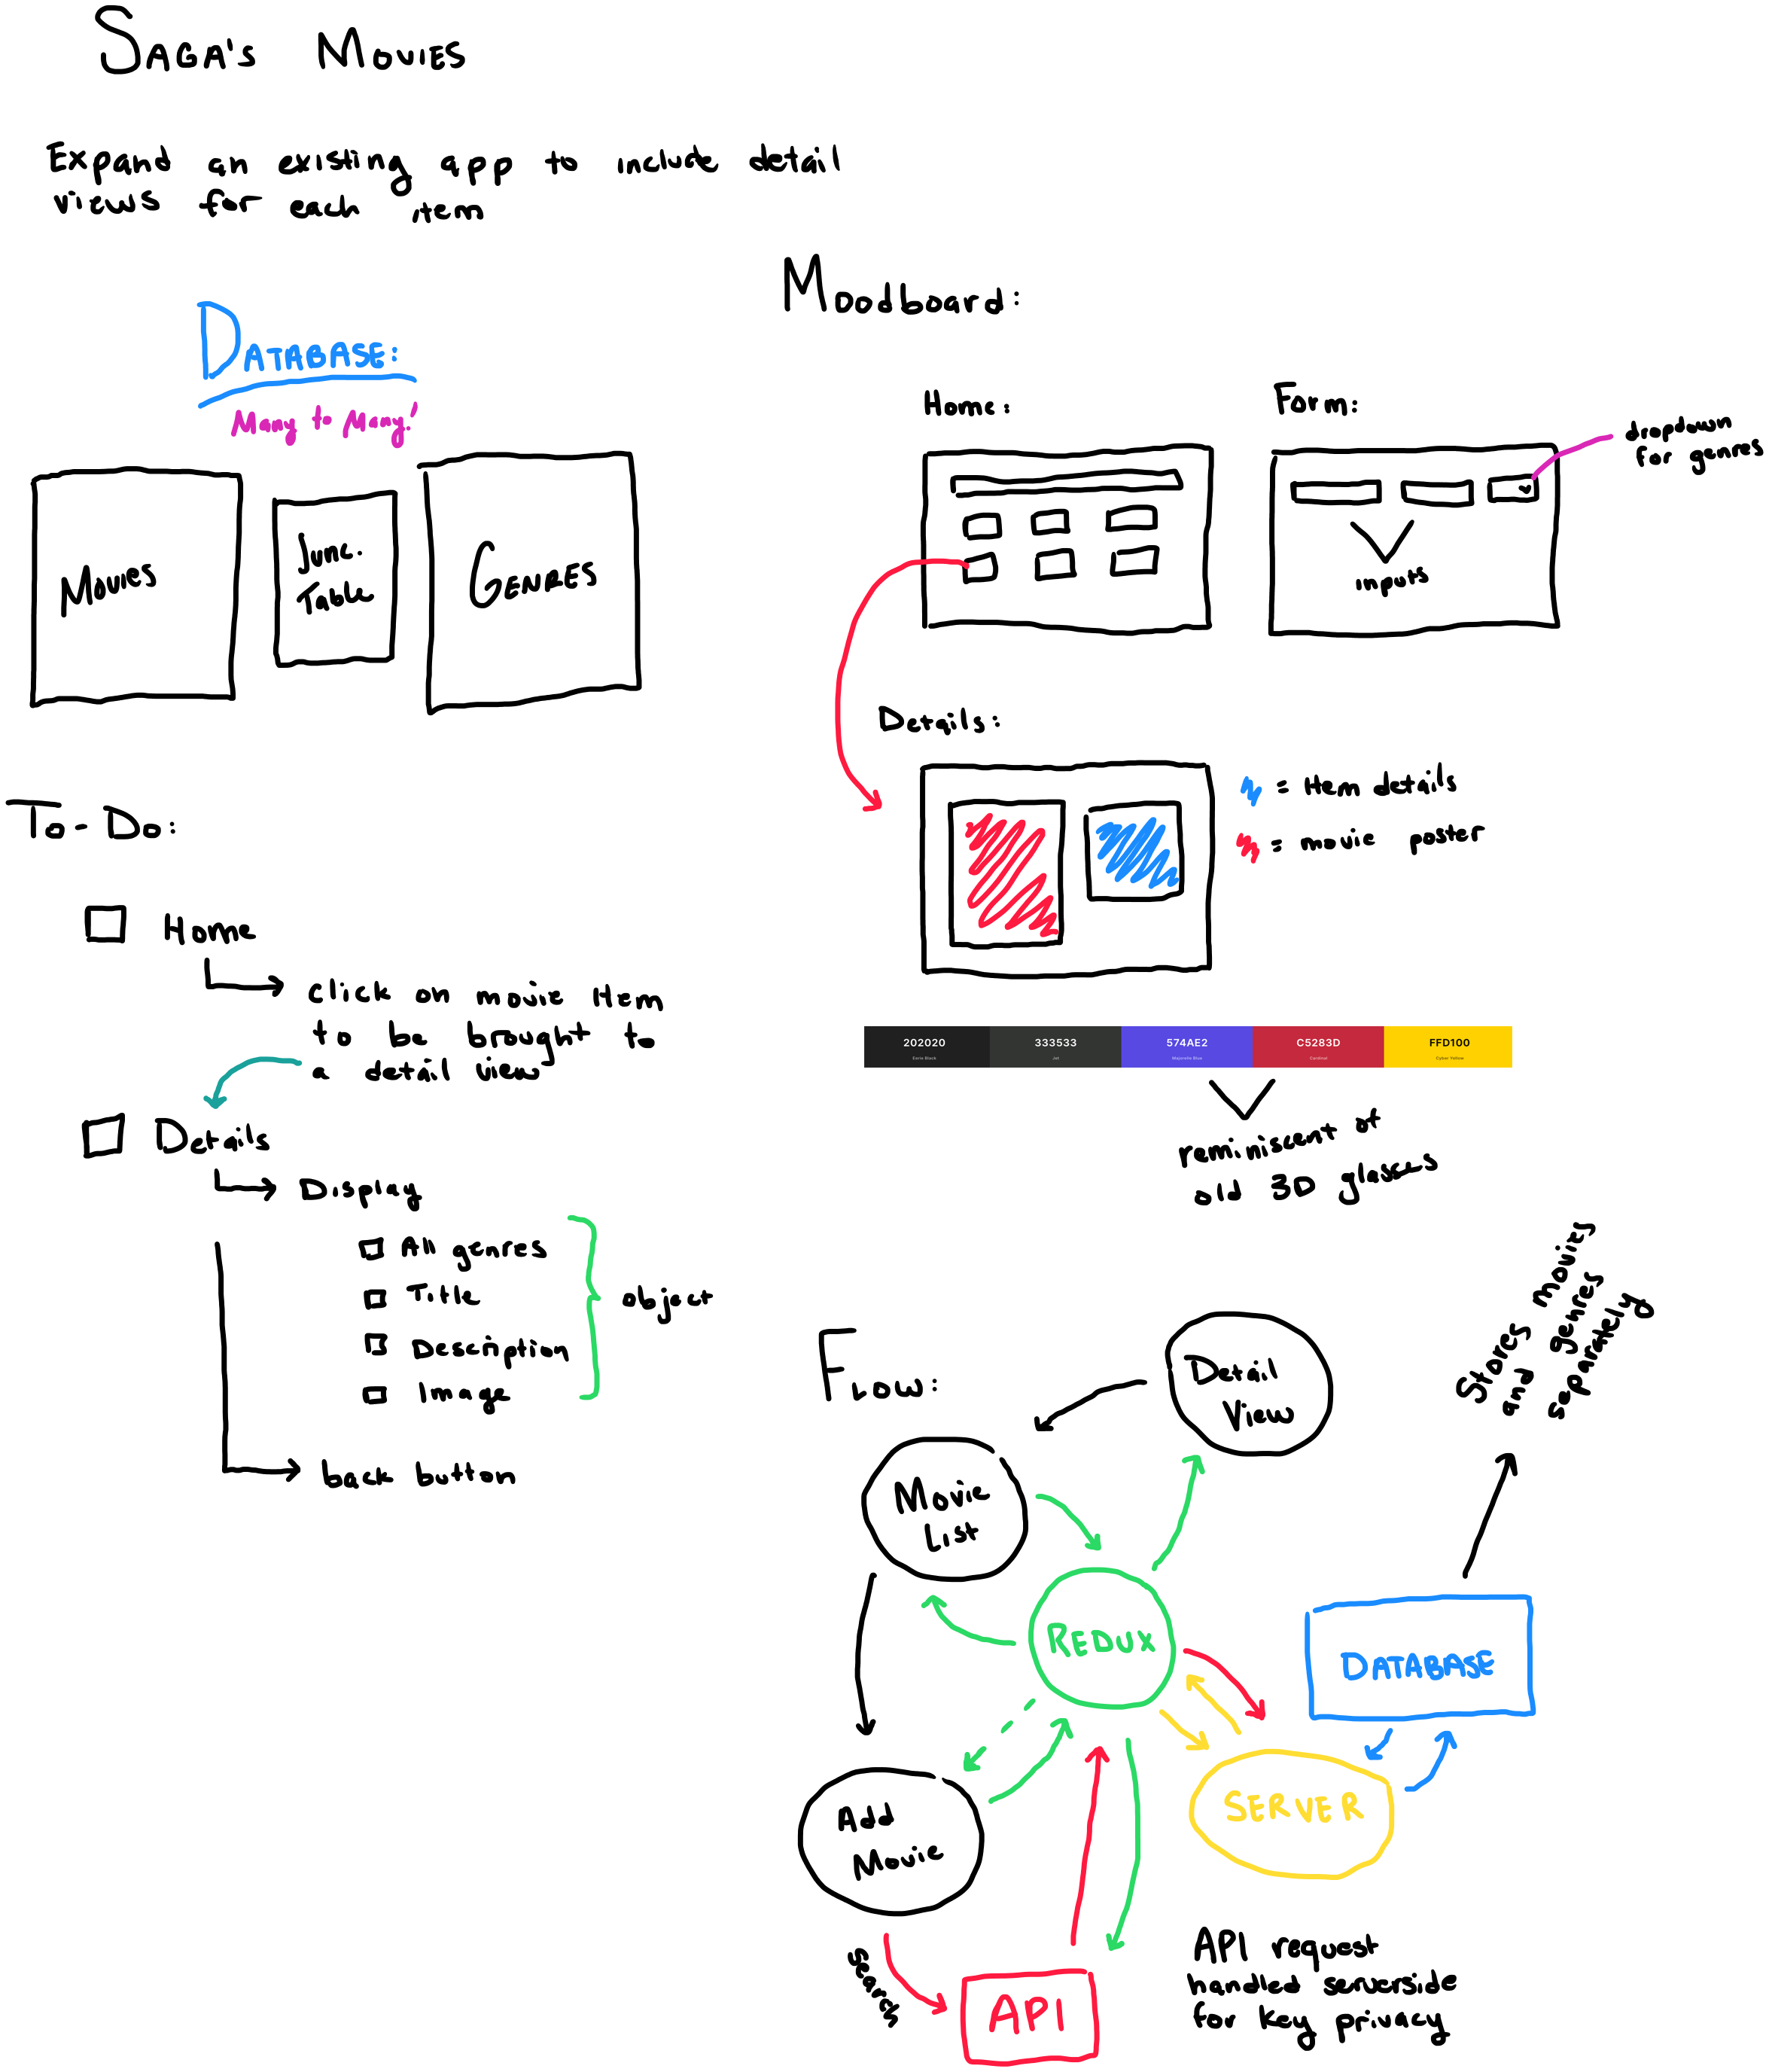 SAGA'S MOVIES
Expand an existing app to include detail
views for each item
DATABASE:
Many to Many!
MOVIES
Junc.
Table
GENRES
To-Do:
Home
click on movie item
to be brought to
a detail view
Details
Display
All genres
Title
Description
Image
object
back button
Moodboard:
Home:
Form:
dropdown
for genres
inputs
Details:
= item details
= movie poster
202020
Eerie Black
333533
Jet
574AE2
Majorelle Blue
C5283D
Cardinal
FFD100
Cyber Yellow
reminiscent of
old 3D glasses
FLOW:
Detail
View
Stores movies
and genres
separately
Movie
List
REDUX
DATABASE
SERVER
Add
Movie
search
API
API request
handled serverside
for key privacy